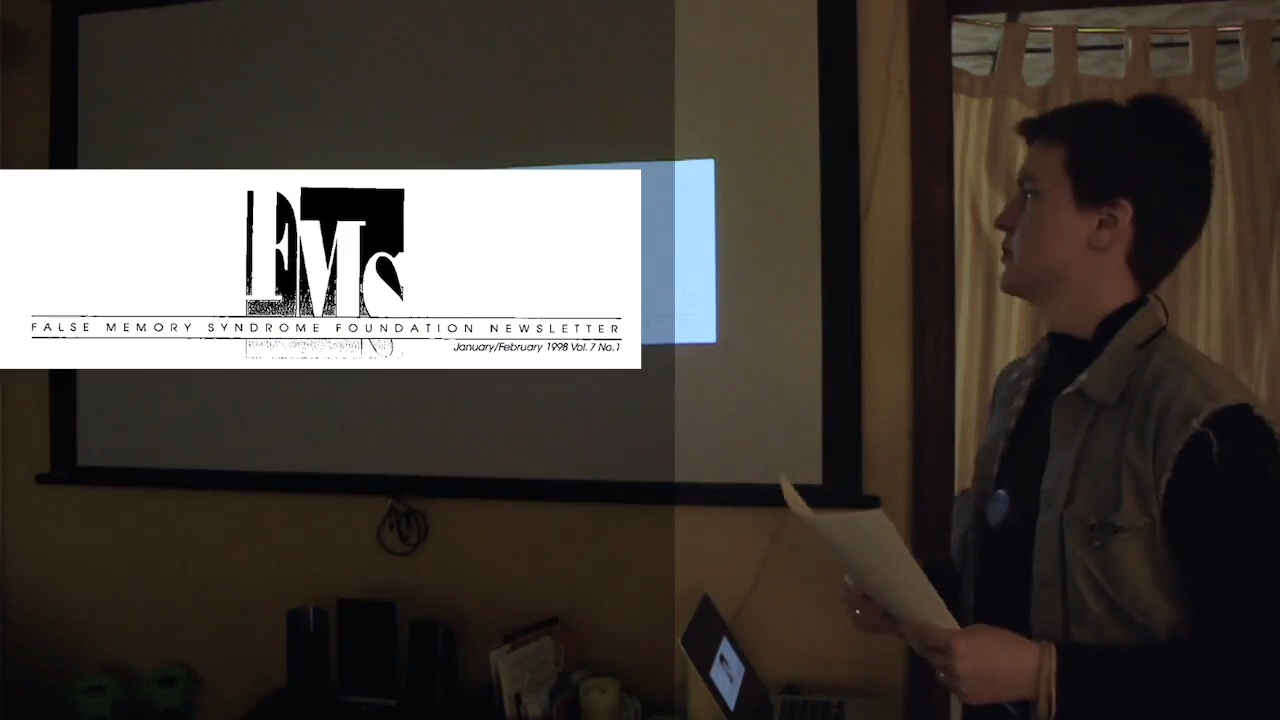 FMS
FALSE MEMORY SYNDROME FOUNDATION NEWSLETTER
January/February 1998 Vol. 7 No.1